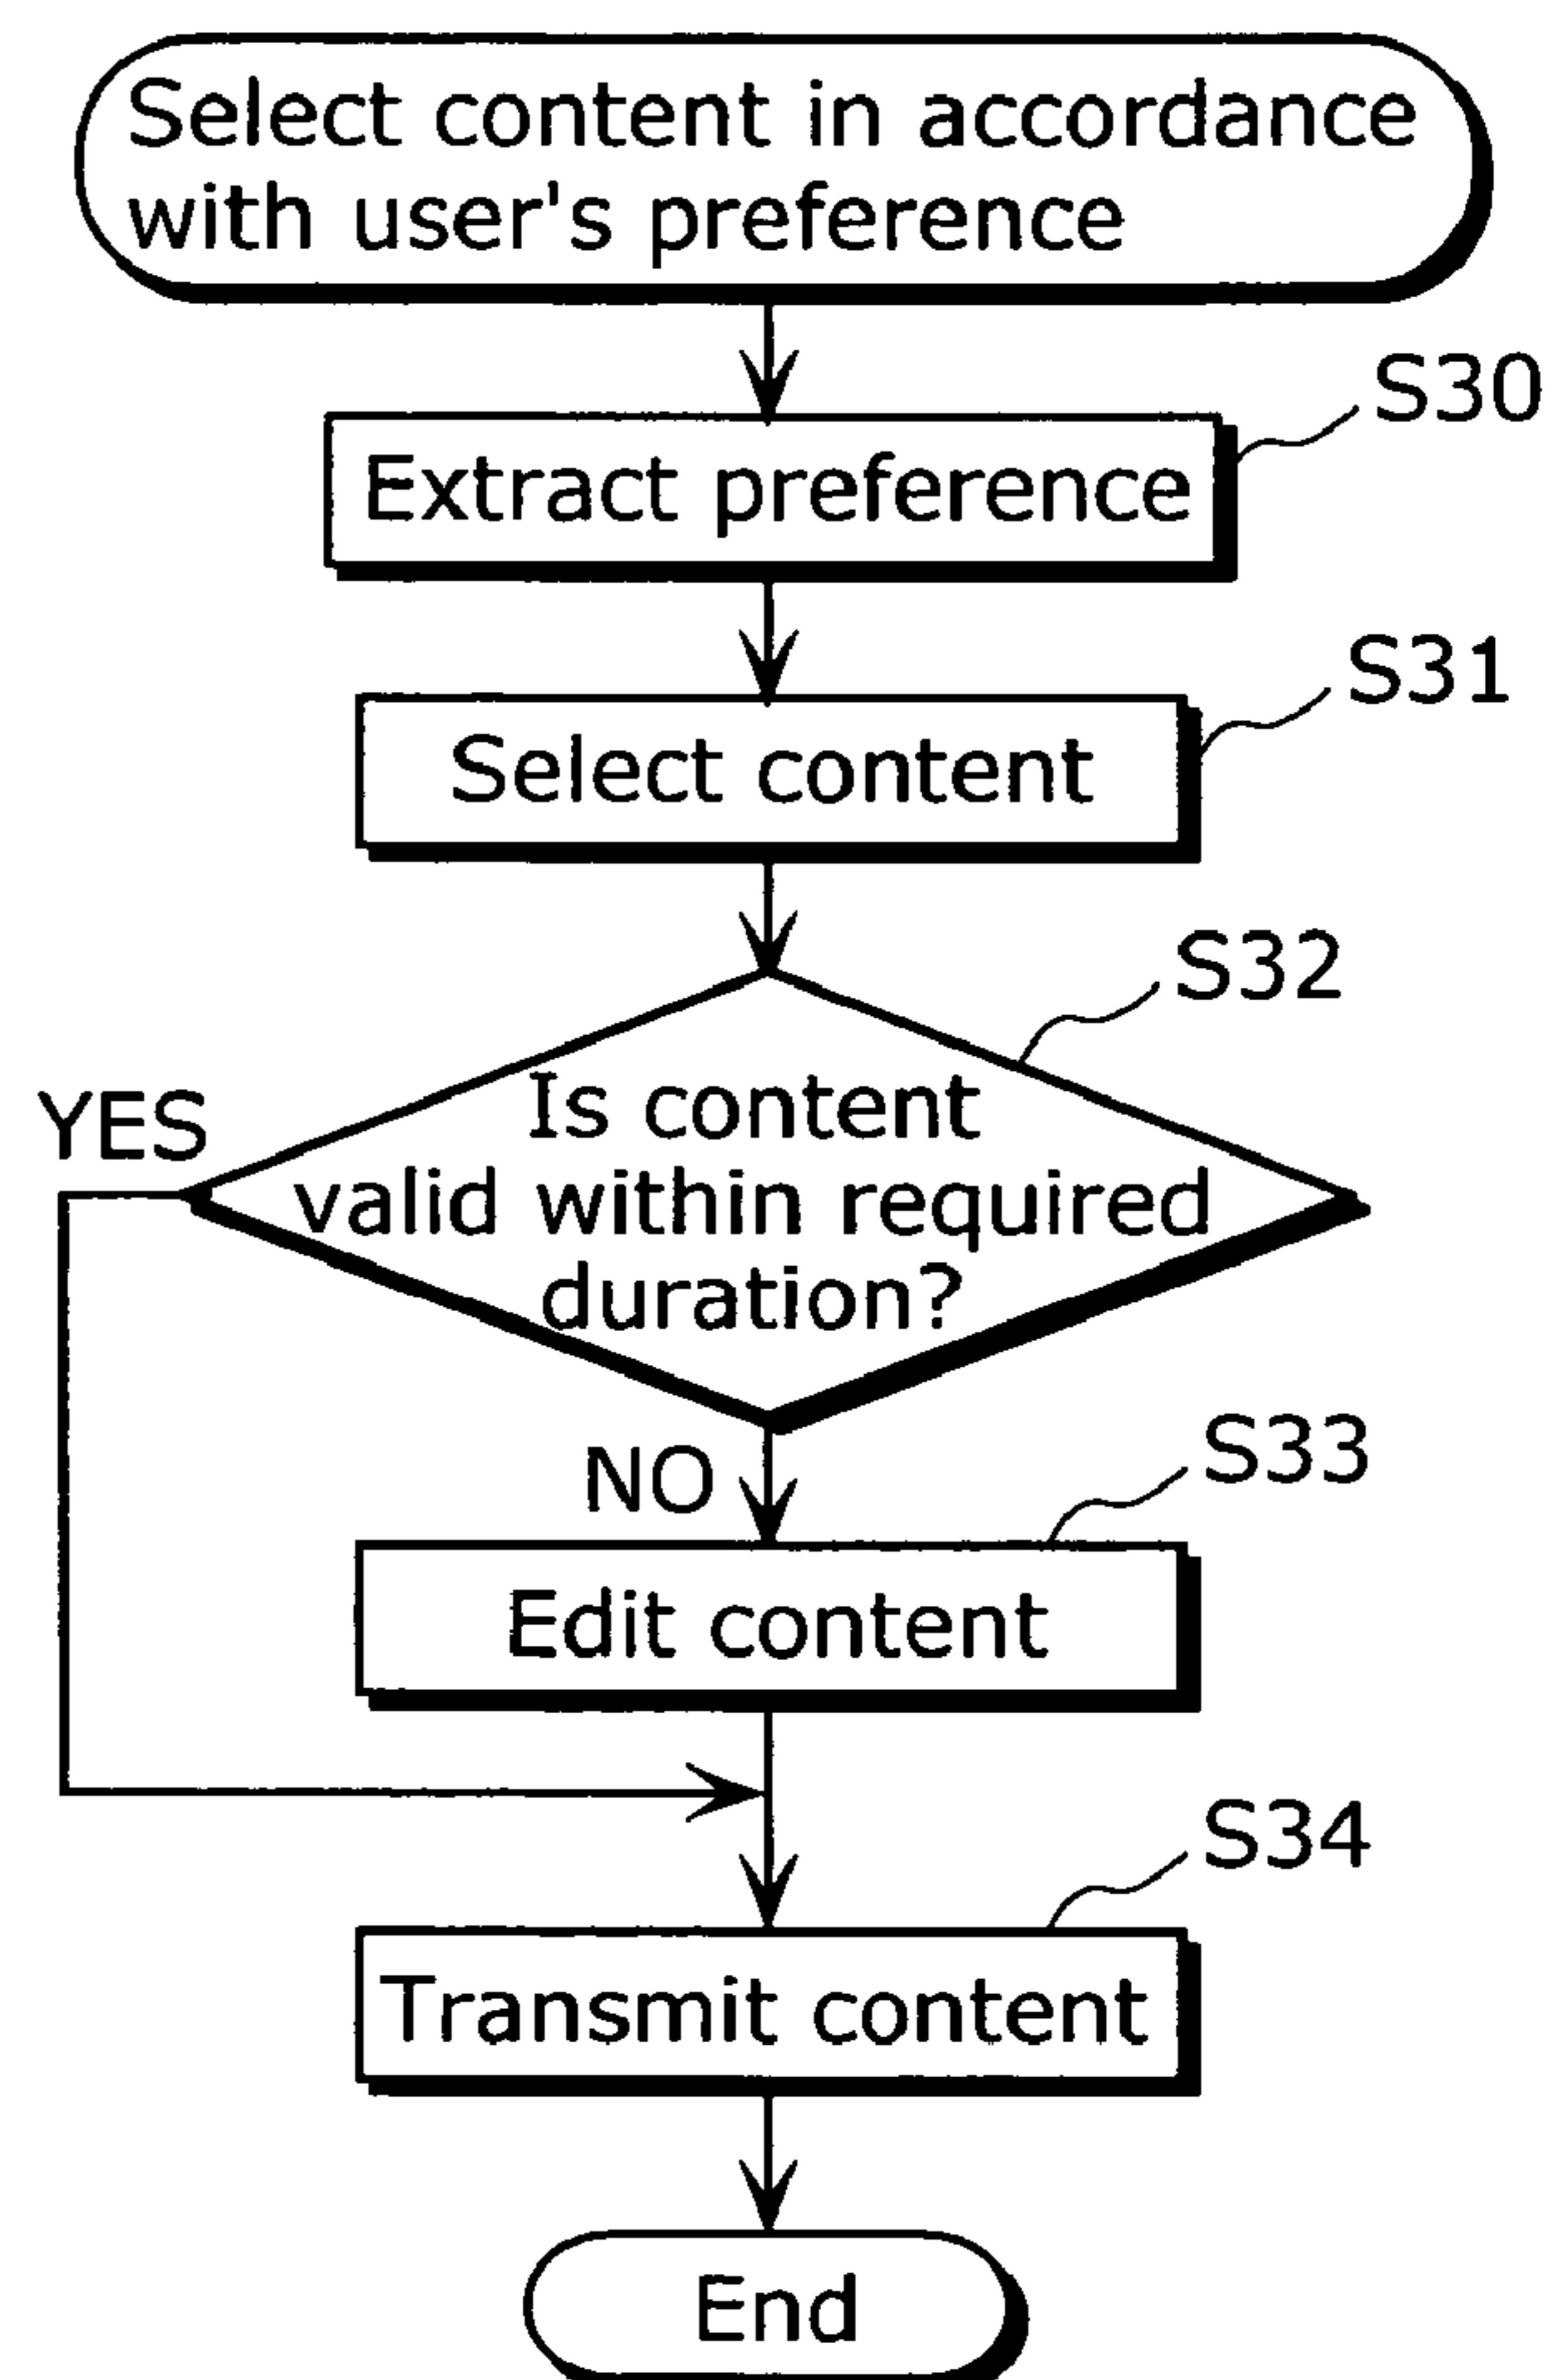 Select content in accordance
with user's preference
S30
Extract preference
S31
Select content
S32
YES
Is content
valid within required
duration?
NO
S33
Edit content
S34
Transmit content
End